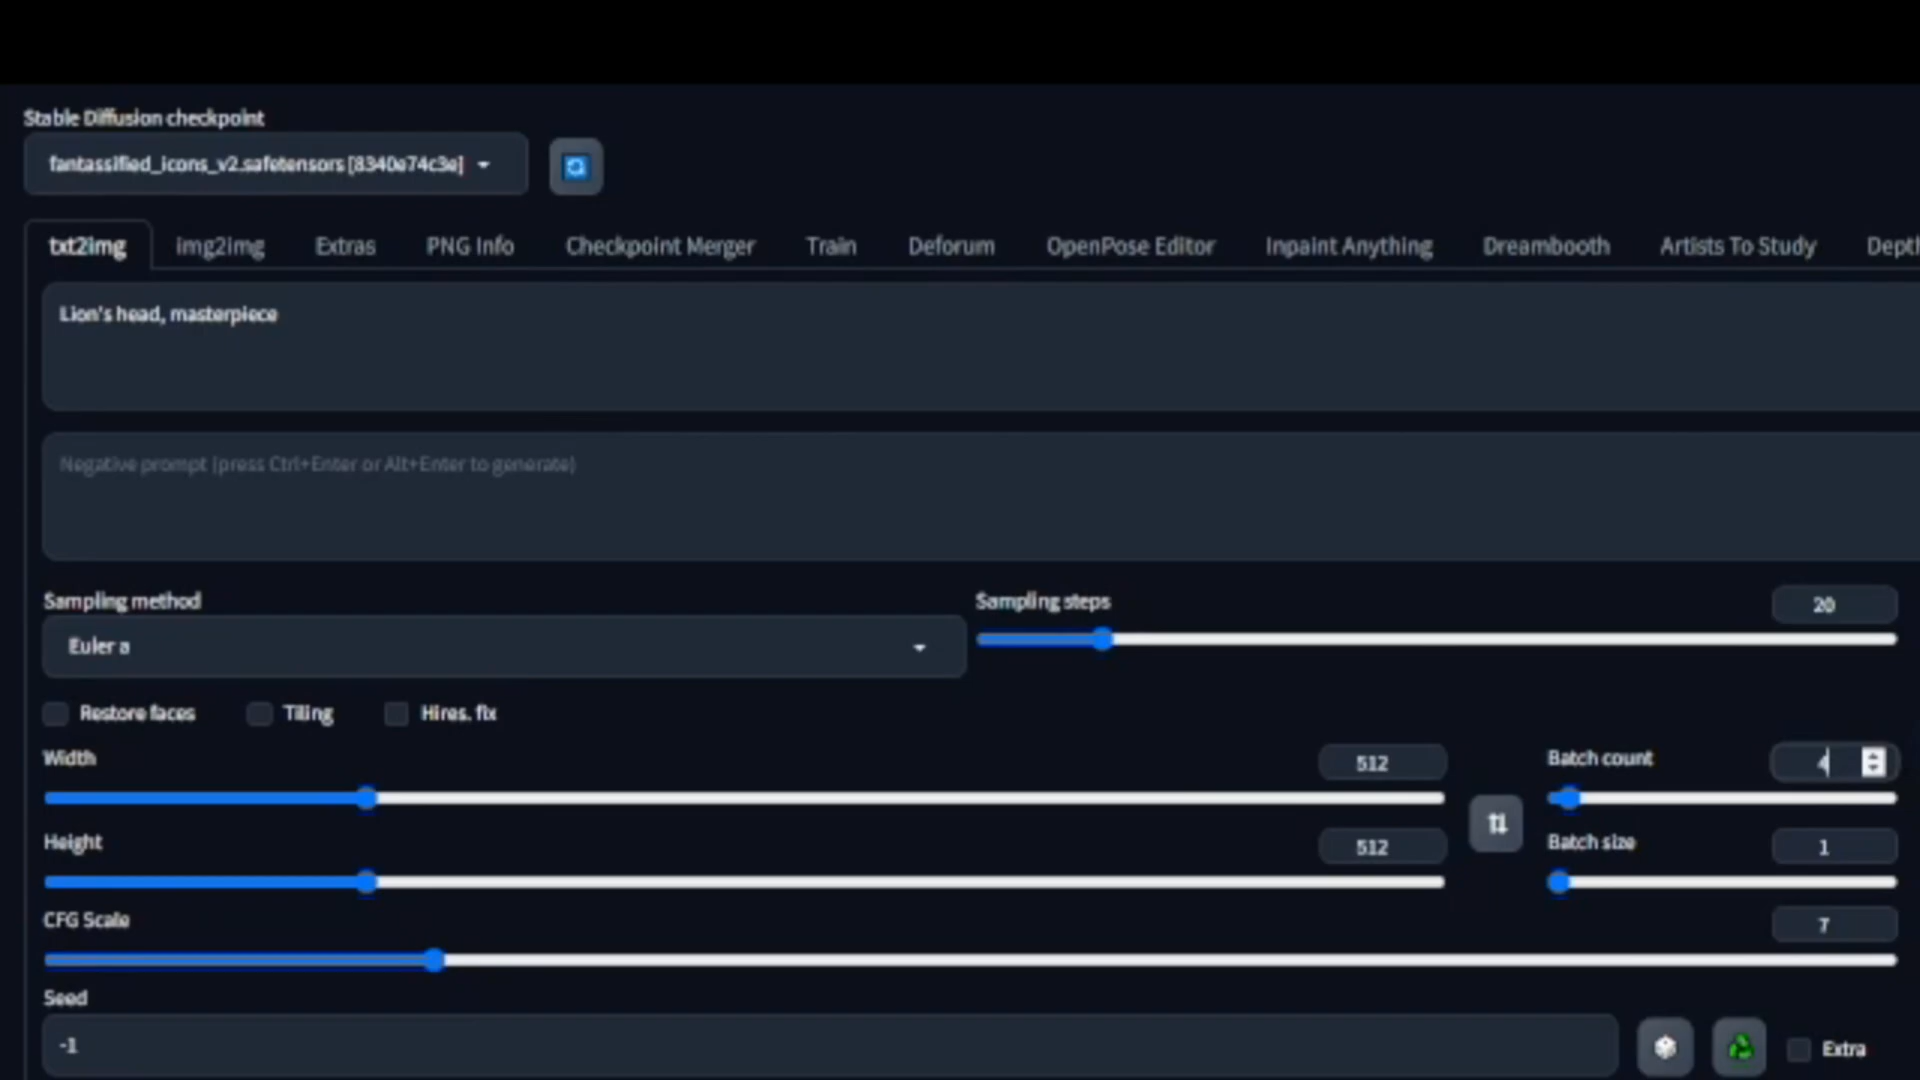 Stable Diffusion checkpoint
fantassified_icons_v2.safetensors [8340e74c3e]
txt2img img2img Extras PNG Info Checkpoint Merger Train Deforum OpenPose Editor Inpaint Anything Dreambooth Artists To Study Depth
Lion's head, masterpiece
Negative prompt (press Ctrl+Enter or Alt+Enter to generate)
Sampling method Sampling steps 20
Euler a
Restore faces Tiling Hires. fix
Width 512 Batch count 4
Height 512 Batch size 1
CFG Scale 7
Seed
-1 Extra